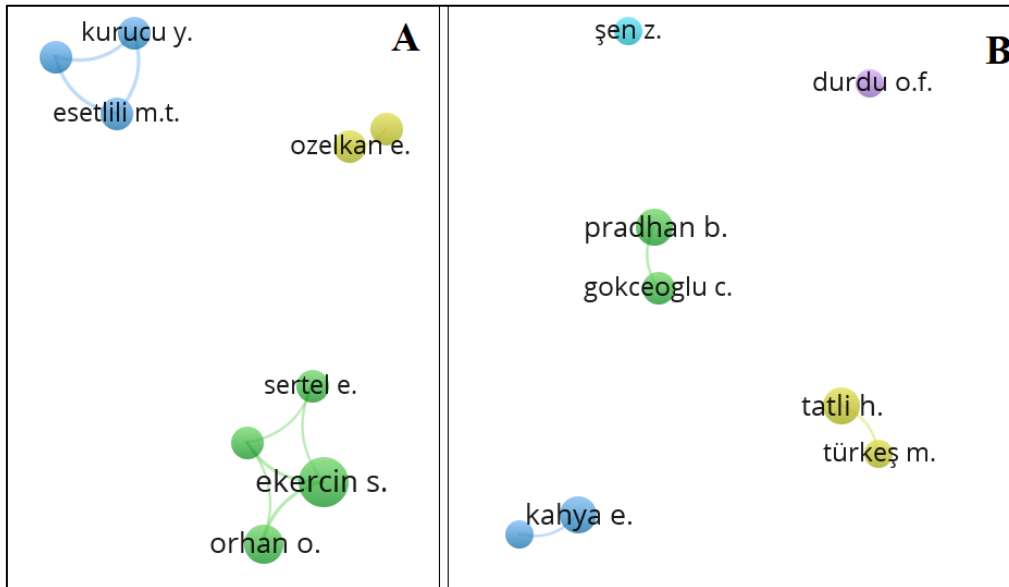 A
kurucu y.
esetlili m.t.
ozelkan e.
sertel e.
ekercin s.
orhan o.
B
şen z.
durdu o.f.
pradhan b.
gokceoglu c.
tatli h.
türkeş m.
kahya e.